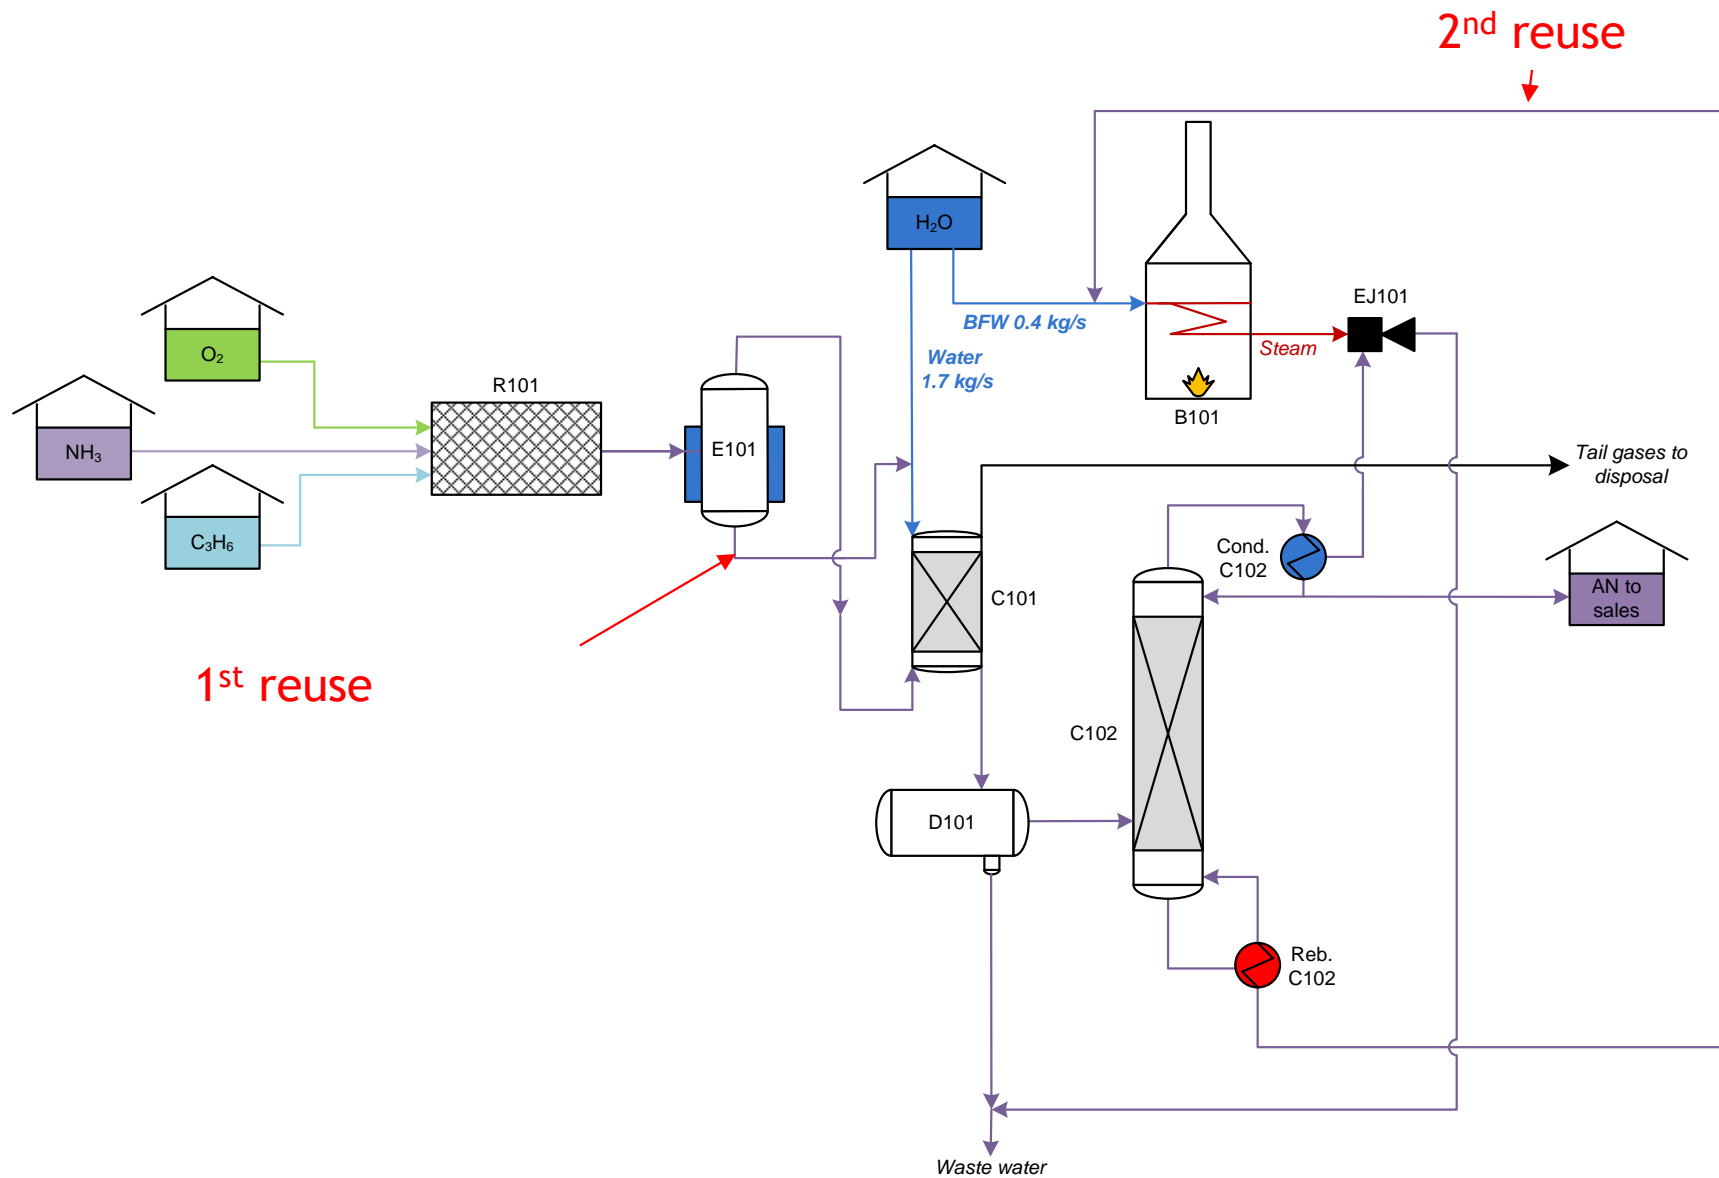 2nd reuse
H2O
BFW 0.4 kg/s
Water
1.7 kg/s
Steam
EJ101
B101
O2
NH3
C3H6
R101
E101
Tail gases to
disposal
Cond.
C102
AN to
sales
C101
1st reuse
C102
D101
Reb.
C102
Waste water